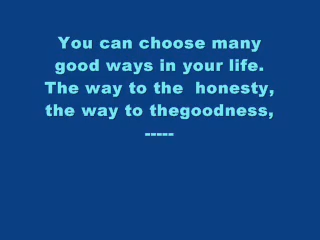 You can choose many
good ways in your life.
The way to the  honesty,
the way to thegoodness,
-----